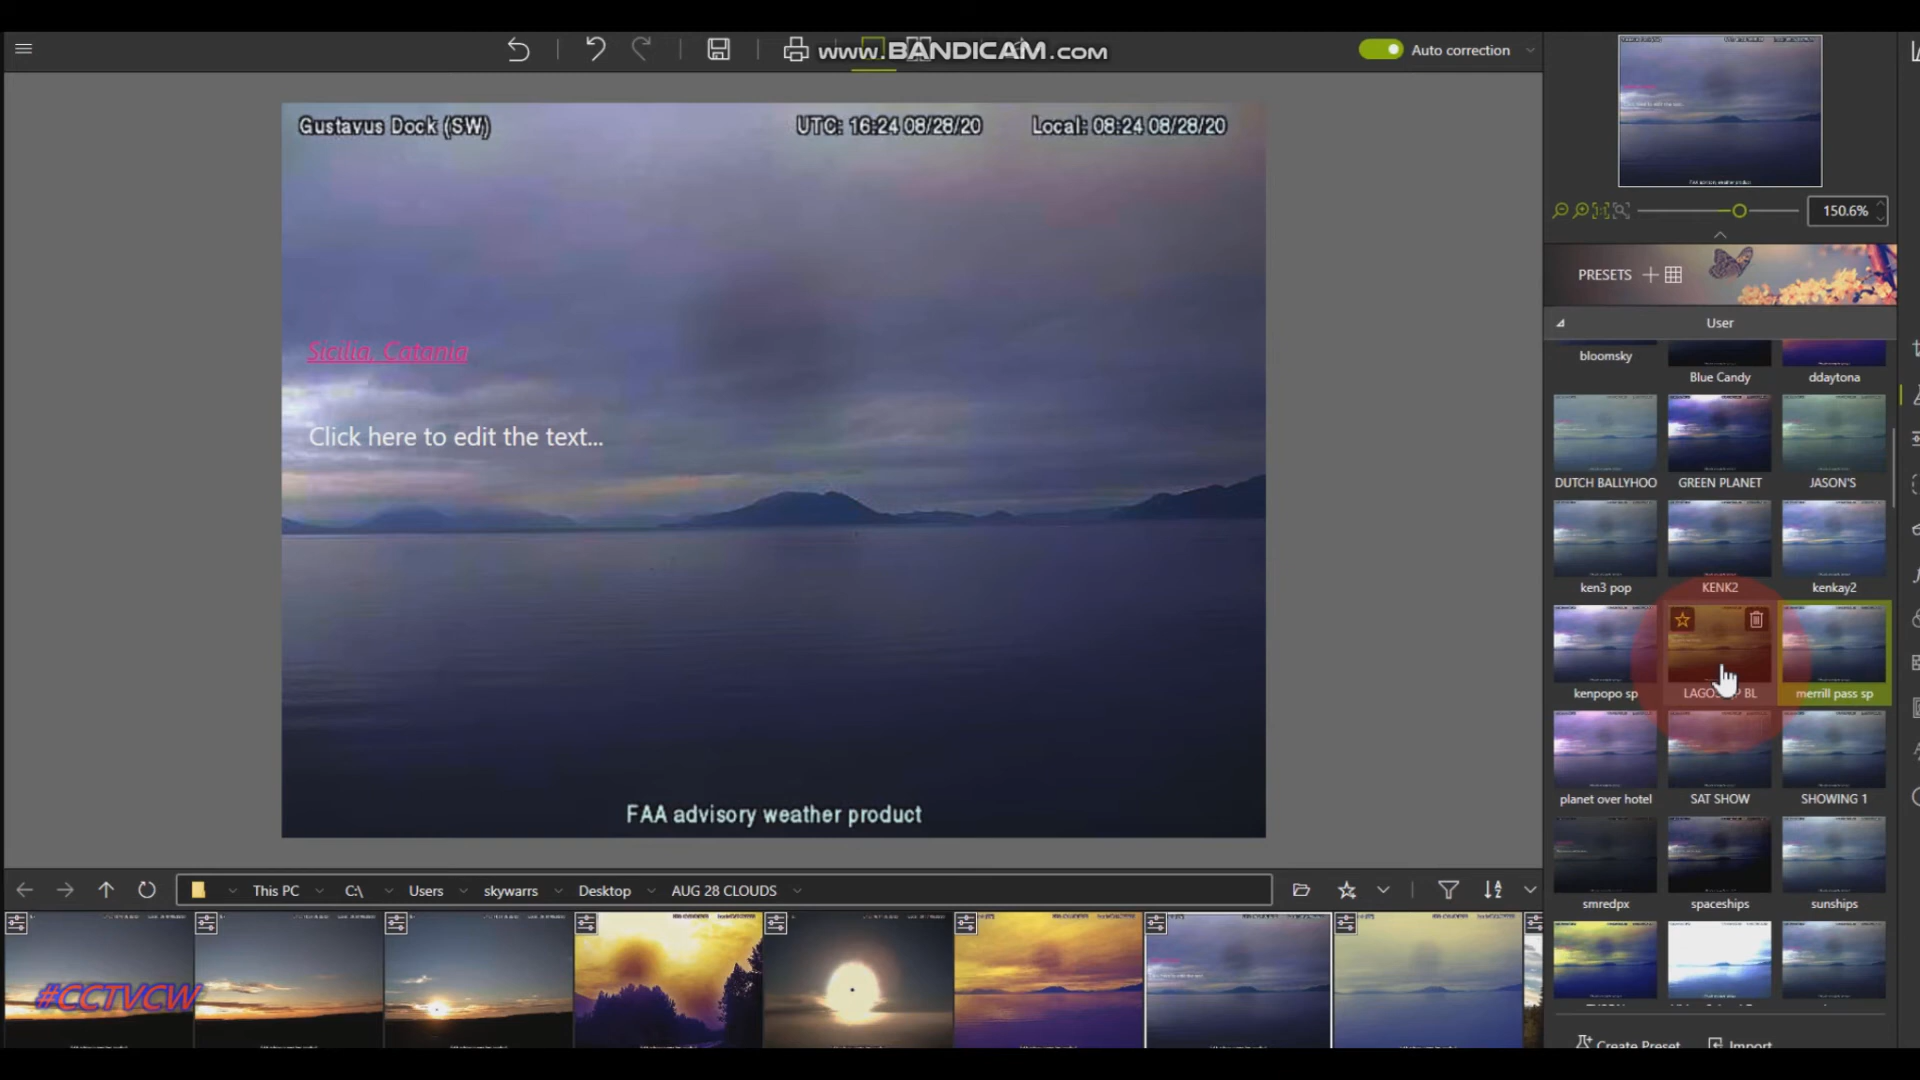 www.BANDICAM.com
Auto correction
Gustavus Dock (SW)
UTC: 16:24 08/28/20
Local: 08:24 08/28/20
150.6%
PRESETS
User
bloomsky
Blue Candy
ddaytona
Sicilia, Catania
Click here to edit the text...
DUTCH BALLYHOO
GREEN PLANET
JASON'S
ken3 pop
KENK2
kenkay2
kenpopo sp
merrill pass sp
planet over hotel
SAT SHOW
SHOWING 1
FAA advisory weather product
smredpx
spaceships
sunships
This PC
C:\
Users
skywarrs
Desktop
AUG 28 CLOUDS
#CCTVCW
Create Preset
Import